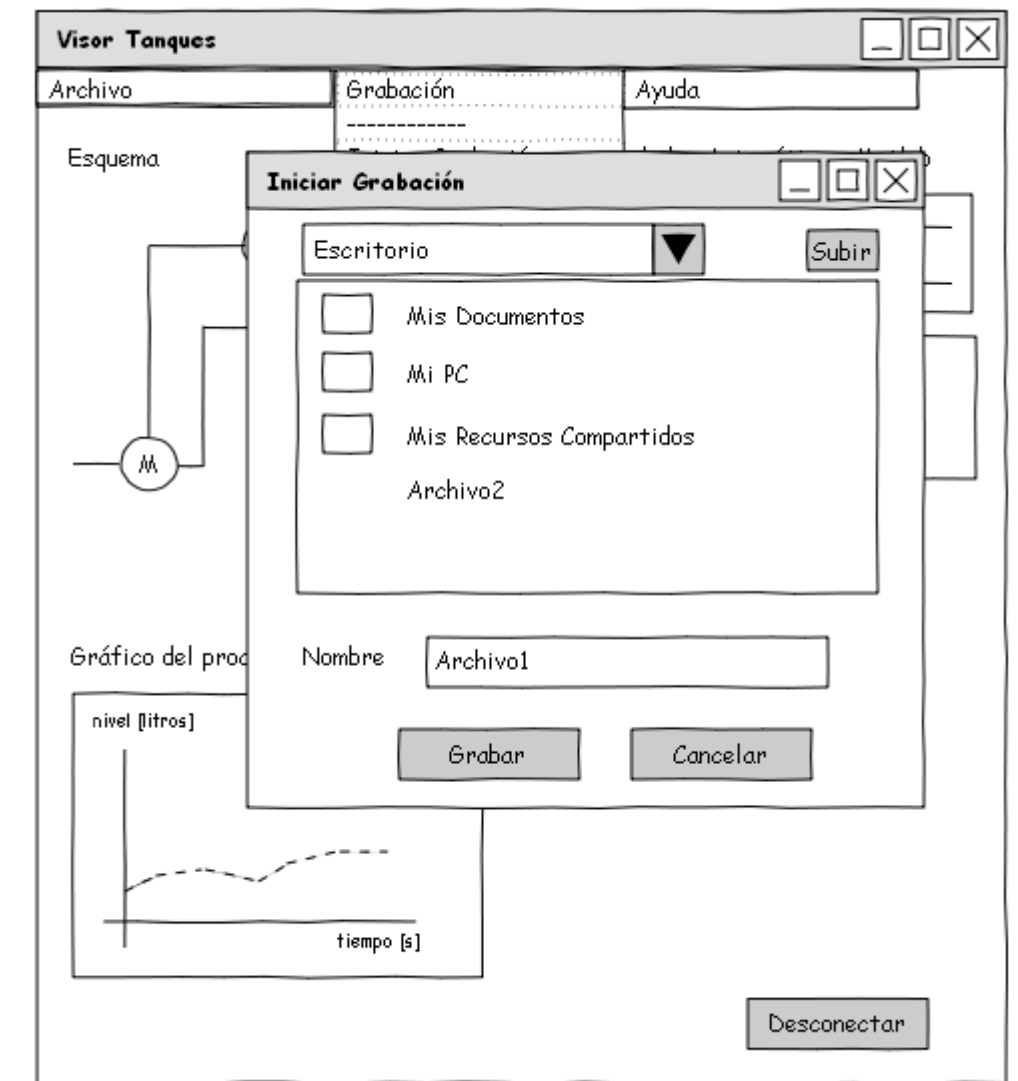 Visor Tanques
Archivo
Grabación
Ayuda
------------
Esquema
Iniciar Grabación
Escritorio
Subir
Mis Documentos
Mi PC
Mis Recursos Compartidos
Archivo2
M
Gráfico del
Nombre
Archivo1
nivel [litros]
Grabar
Cancelar
tiempo [s]
Desconectar